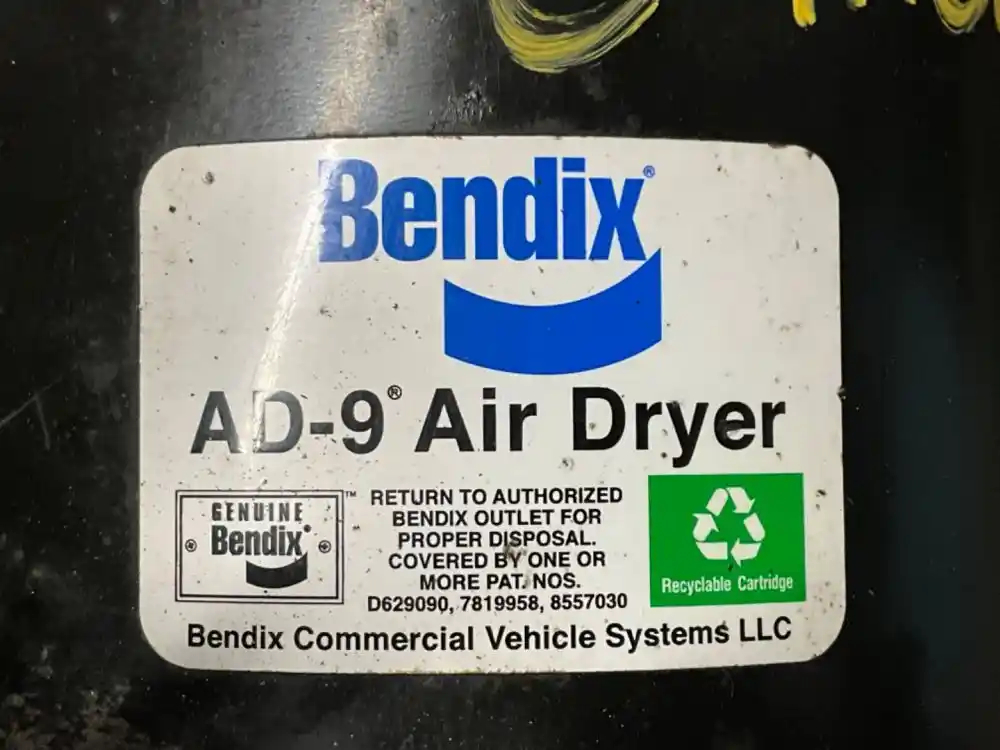 Bendix®
AD-9® Air Dryer
GENUINE
Bendix®
™
RETURN TO AUTHORIZED
BENDIX OUTLET FOR
PROPER DISPOSAL.
COVERED BY ONE OR
MORE PAT. NOS.
D629090, 7819958, 8557030
Recyclable Cartridge
Bendix Commercial Vehicle Systems LLC